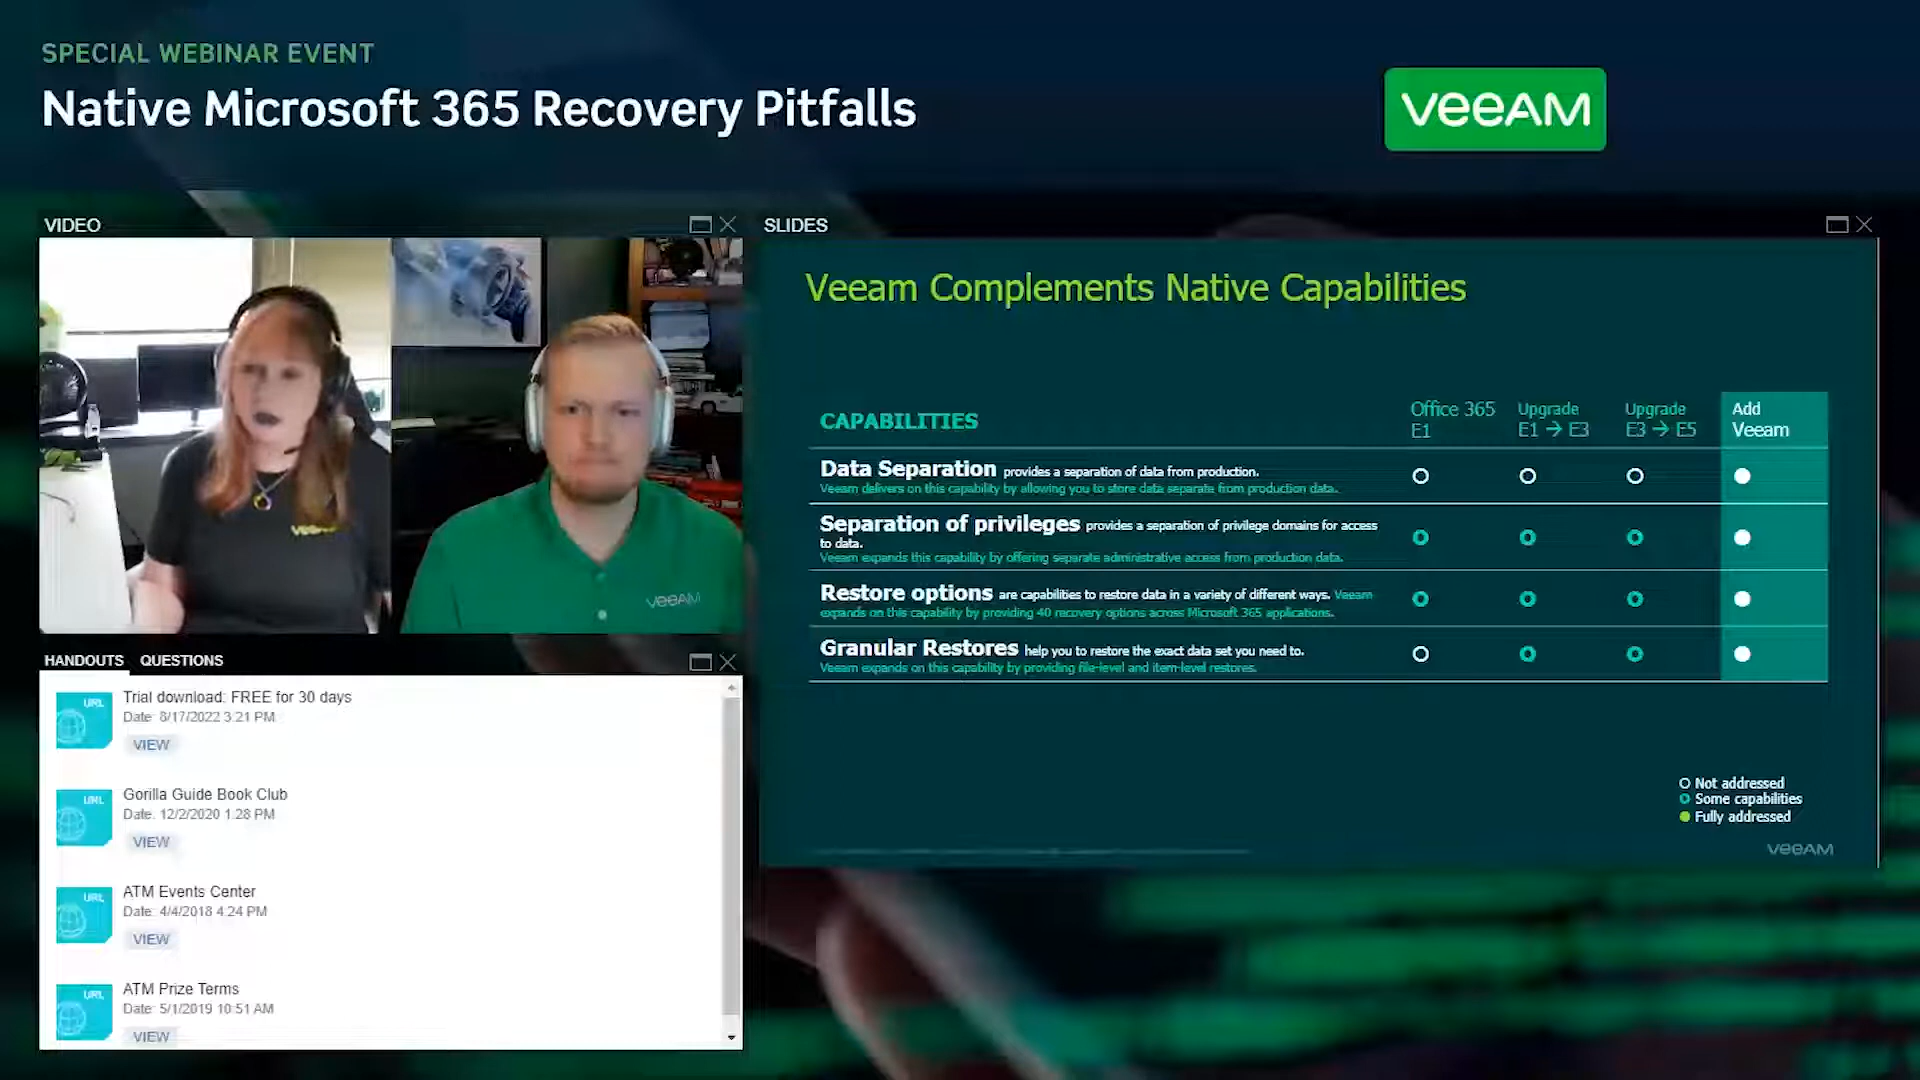 SPECIAL WEBINAR EVENT
Native Microsoft 365 Recovery Pitfalls
veeAM
VIDEO
SLIDES
veeAM
HANDOUTS QUESTIONS
URL
Trial download: FREE for 30 days
Date: 8/17/2022 3:21 PM
VIEW
URL
Gorilla Guide Book Club
Date: 12/2/2020 1:28 PM
VIEW
URL
ATM Events Center
Date: 4/4/2018 4:24 PM
VIEW
URL
ATM Prize Terms
Date: 5/1/2019 10:51 AM
VIEW
Veeam Complements Native Capabilities
CAPABILITIES
Office 365
E1
Upgrade
E1 → E3
Upgrade
E3 → E5
Add
Veeam
Data Separation provides a separation of data from production.
Veeam delivers on this capability by allowing you to store data separate from production data.
Separation of privileges provides a separation of privilege domains for access
to data.
Veeam expands this capability by offering separate administrative access from production data.
Restore options are capabilities to restore data in a variety of different ways. Veeam
expands on this capability by providing 40 recovery options across Microsoft 365 applications.
Granular Restores help you to restore the exact data set you need to.
Veeam expands on this capability by providing file-level and item-level restores.
Not addressed
Some capabilities
Fully addressed
veeAM